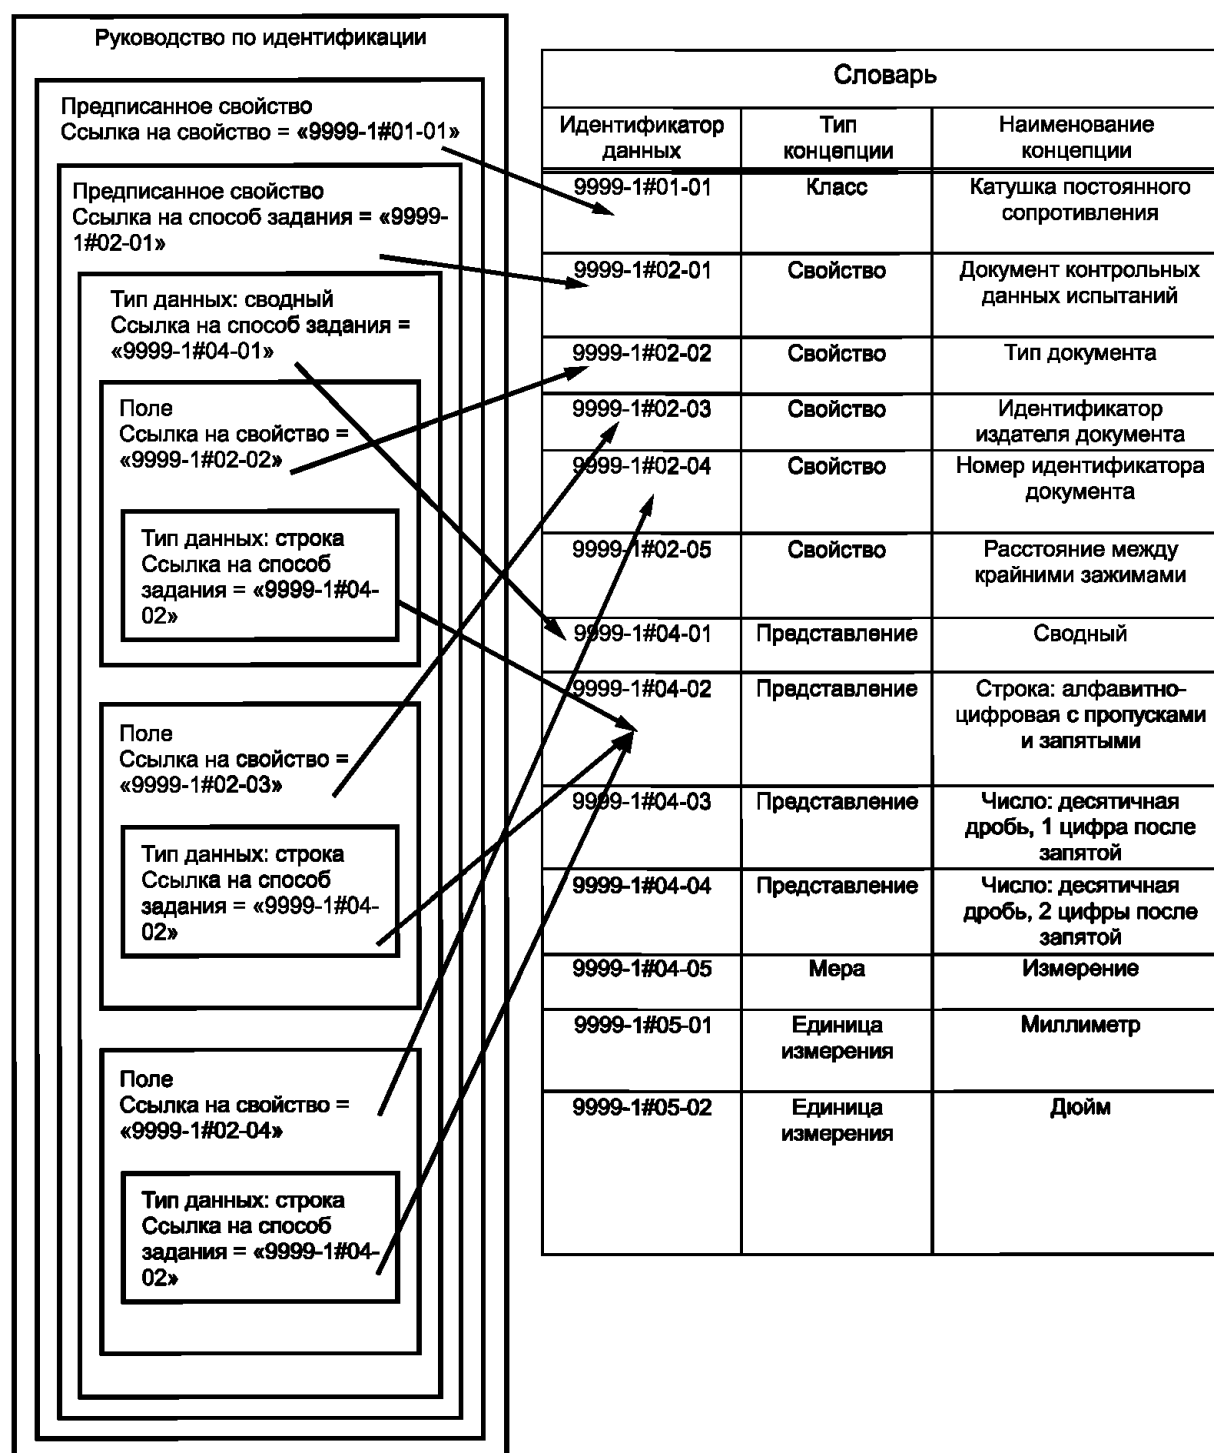 Руководство по идентификации
Предписанное свойство
Ссылка на свойство = «9999-1#01-01»
Предписанное свойство
Ссылка на способ задания = «9999-
1#02-01»
Тип данных: сводный
Ссылка на способ задания =
«9999-1#04-01»
Поле
Ссылка на свойство =
«9999-1#02-02»
Тип данных: строка
Ссылка на способ
задания = «9999-1#04-
02»
Поле
Ссылка на свойство =
«9999-1#02-03»
Тип данных: строка
Ссылка на способ
задания = «9999-1#04-
02»
Поле
Ссылка на свойство =
«9999-1#02-04»
Тип данных: строка
Ссылка на способ
задания = «9999-1#04-
02»
Словарь
Идентификатор
данных
Тип
концепции
Наименование
концепции
9999-1#01-01
Класс
Катушка постоянного
сопротивления
9999-1#02-01
Свойство
Документ контрольных
данных испытаний
9999-1#02-02
Свойство
Тип документа
9999-1#02-03
Свойство
Идентификатор
издателя документа
9999-1#02-04
Свойство
Номер идентификатора
документа
9999-1#02-05
Свойство
Расстояние между
крайними зажимами
9999-1#04-01
Представление
Сводный
9999-1#04-02
Представление
Строка: алфавитно-
цифровая с пропусками
и запятыми
9999-1#04-03
Представление
Число: десятичная
дробь, 1 цифра после
запятой
9999-1#04-04
Представление
Число: десятичная
дробь, 2 цифры после
запятой
9999-1#04-05
Мера
Измерение
9999-1#05-01
Единица
измерения
Миллиметр
9999-1#05-02
Единица
измерения
Дюйм